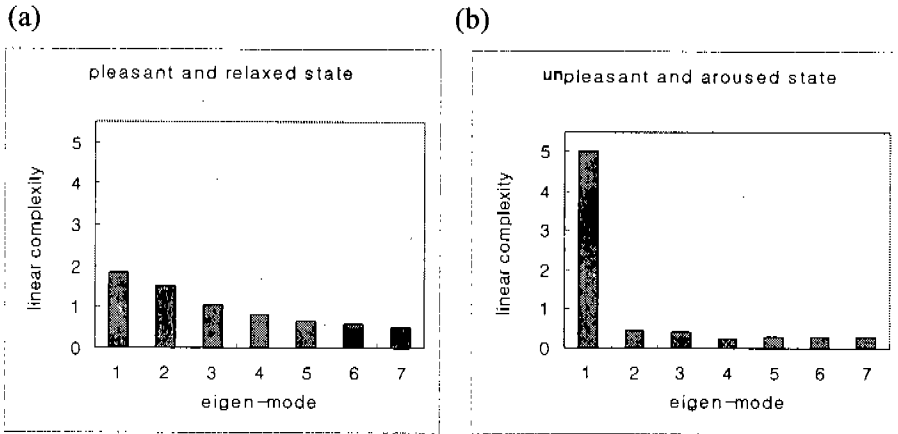 (a)
pleasant and relaxed state
linear complexity
5
4
3
2
1
0
1 2 3 4 5 6 7
eigen-mode
(b)
unpleasant and aroused state
linear complexity
5
4
3
2
1
0
1 2 3 4 5 6 7
eigen-mode